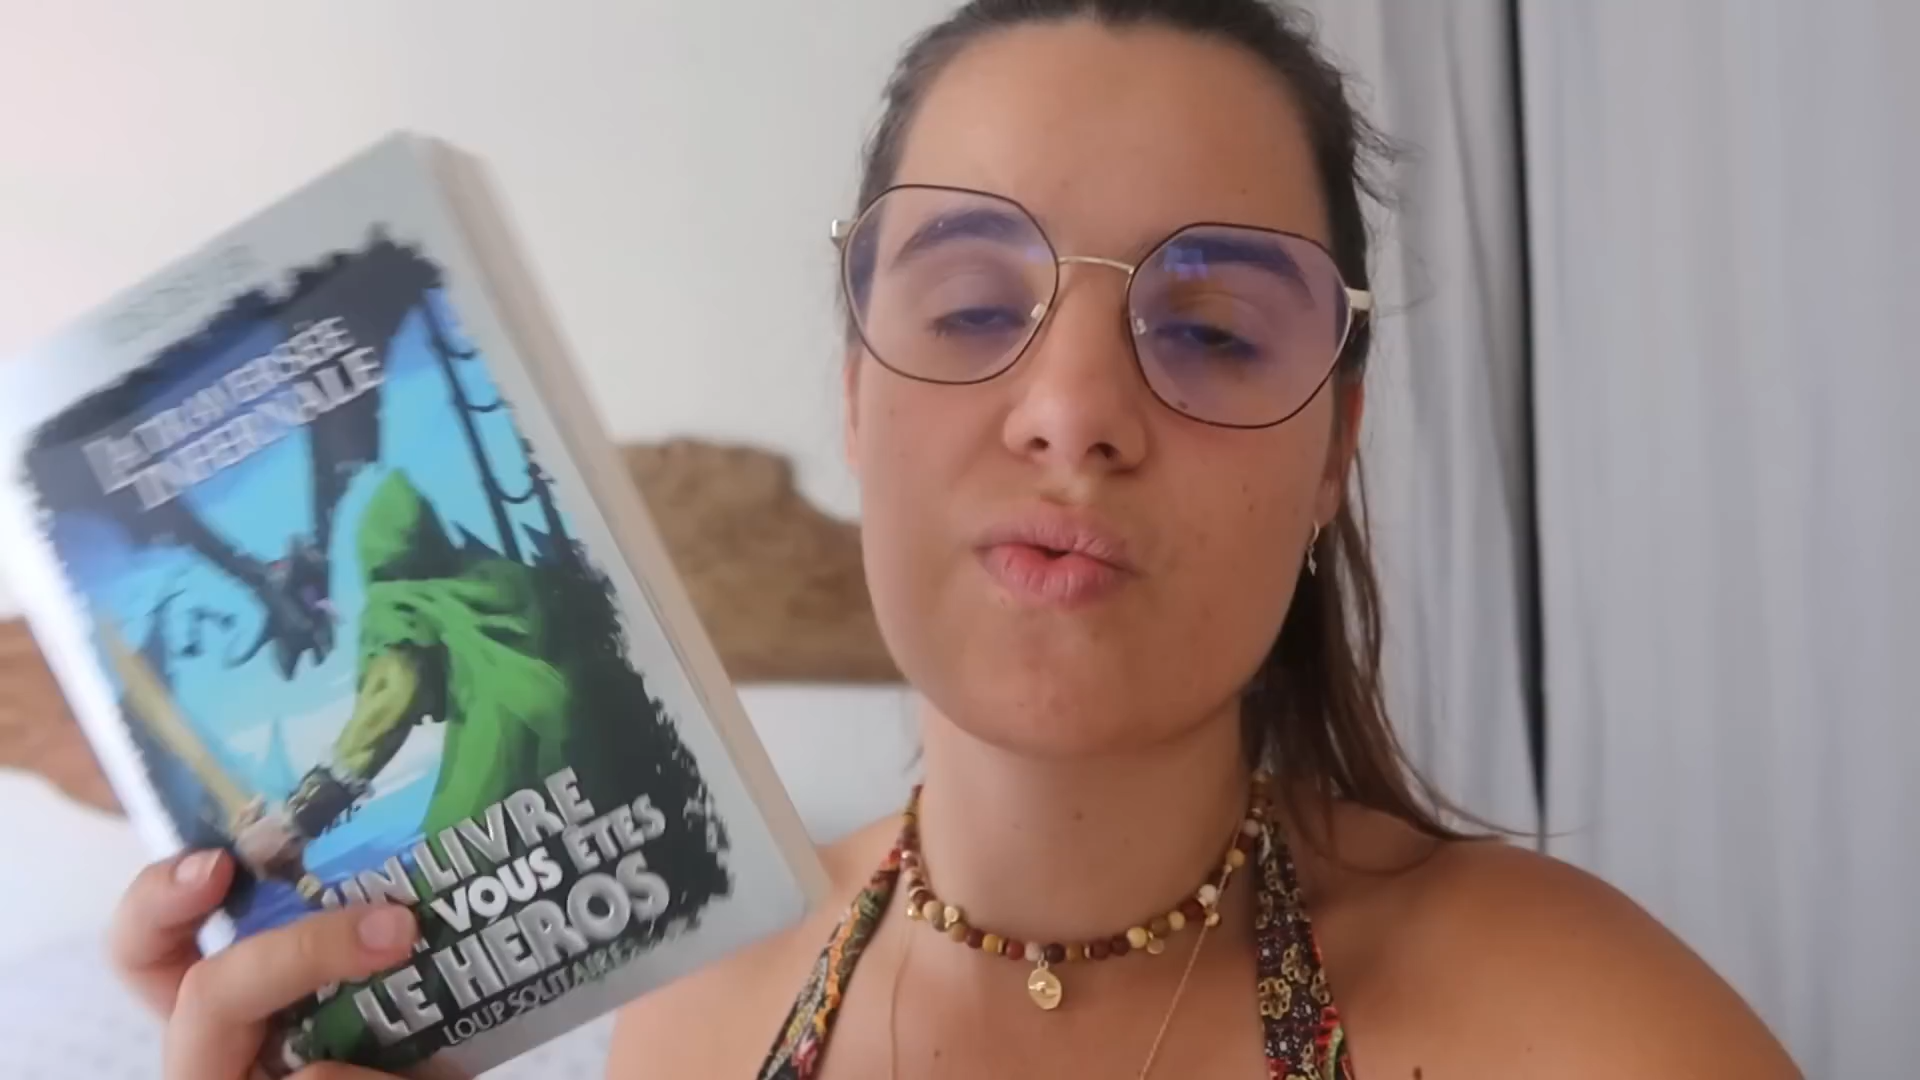 LA TRAVERSÉE
INFERNALE
UN LIVRE
VOUS ÊTES
LE HÉROS
LOUP SOLITAIRE